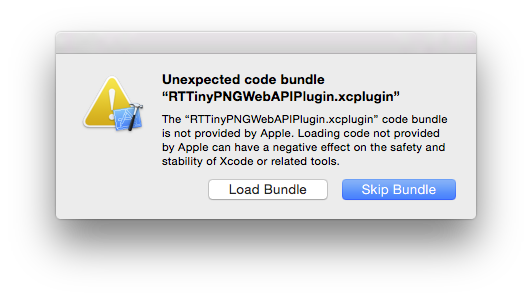 Unexpected code bundle
“RTTinyPNGWebAPIPlugin.xcplugin”
The “RTTinyPNGWebAPIPlugin.xcplugin” code bundle
is not provided by Apple. Loading code not provided
by Apple can have a negative effect on the safety and
stability of Xcode or related tools.
Load Bundle
Skip Bundle